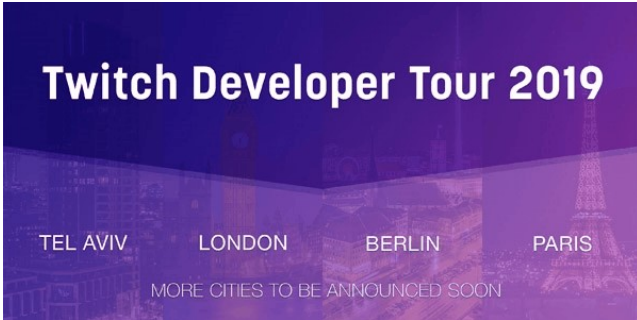 Twitch Developer Tour 2019
TEL AVIV LONDON BERLIN PARIS
MORE CITIES TO BE ANNOUNCED SOON